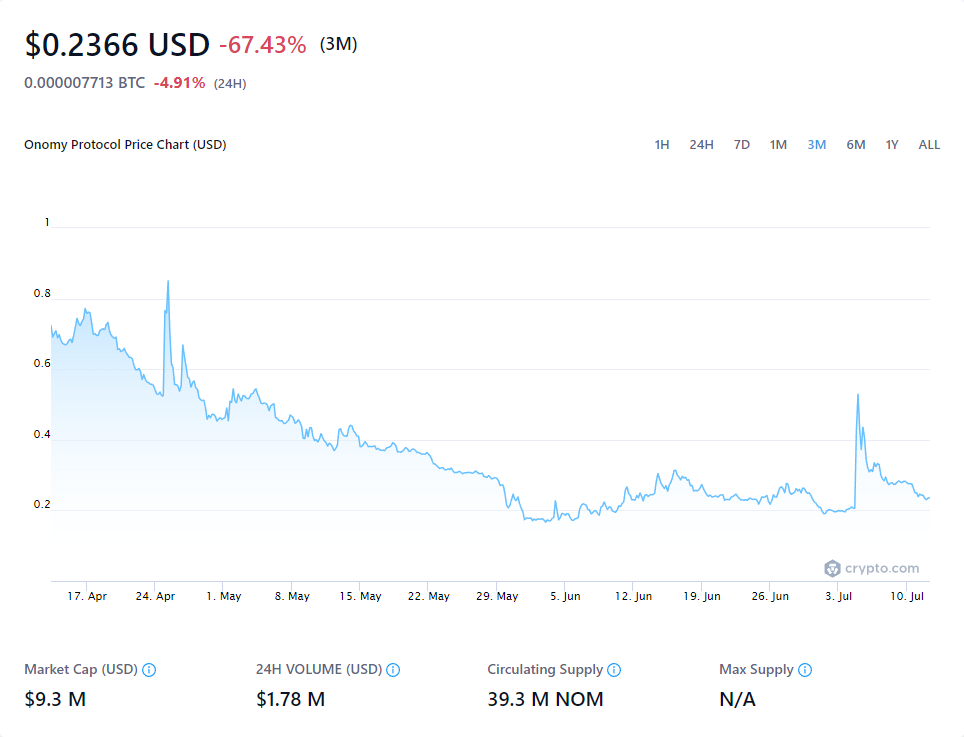 $0.2366 USD -67.43% (3M)
0.000007713 BTC -4.91% (24H)
Onomy Protocol Price Chart (USD) 1H 24H 7D 1M 3M 6M 1Y ALL
1
0.8
0.6
0.4
0.2
crypto.com
17. Apr 24. Apr 1. May 8. May 15. May 22. May 29. May 5. Jun 12. Jun 19. Jun 26. Jun 3. Jul 10. Jul
Market Cap (USD) 24H VOLUME (USD) Circulating Supply Max Supply
$9.3 M $1.78 M 39.3 M NOM N/A